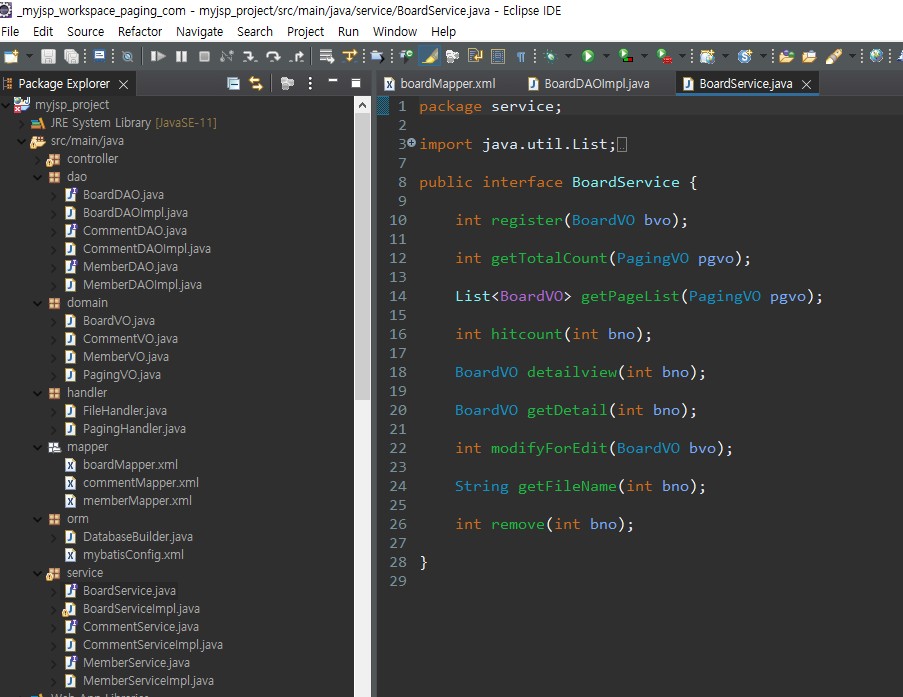 _myjsp_workspace_paging_com - myjsp_project/src/main/java/service/BoardService.java - Eclipse IDE
File Edit Source Refactor Navigate Search Project Run Window Help
Package Explorer
myjsp_project
JRE System Library [JavaSE-11]
src/main/java
controller
dao
BoardDAO.java
BoardDAOImpl.java
CommentDAO.java
CommentDAOImpl.java
MemberDAO.java
MemberDAOImpl.java
domain
BoardVO.java
CommentVO.java
MemberVO.java
PagingVO.java
handler
FileHandler.java
PagingHandler.java
mapper
boardMapper.xml
commentMapper.xml
memberMapper.xml
orm
DatabaseBuilder.java
mybatisConfig.xml
service
BoardService.java
BoardServiceImpl.java
CommentService.java
CommentServiceImpl.java
MemberService.java
MemberServiceImpl.java
Web App Libraries
boardMapper.xml BoardDAOImpl.java BoardService.java
1 package service;
2
3 import java.util.List;
7
8 public interface BoardService {
9
10 int register(BoardVO bvo);
11
12 int getTotalCount(PagingVO pgvo);
13
14 List<BoardVO> getPageList(PagingVO pgvo);
15
16 int hitcount(int bno);
17
18 BoardVO detailview(int bno);
19
20 BoardVO getDetail(int bno);
21
22 int modifyForEdit(BoardVO bvo);
23
24 String getFileName(int bno);
25
26 int remove(int bno);
27
28 }
29